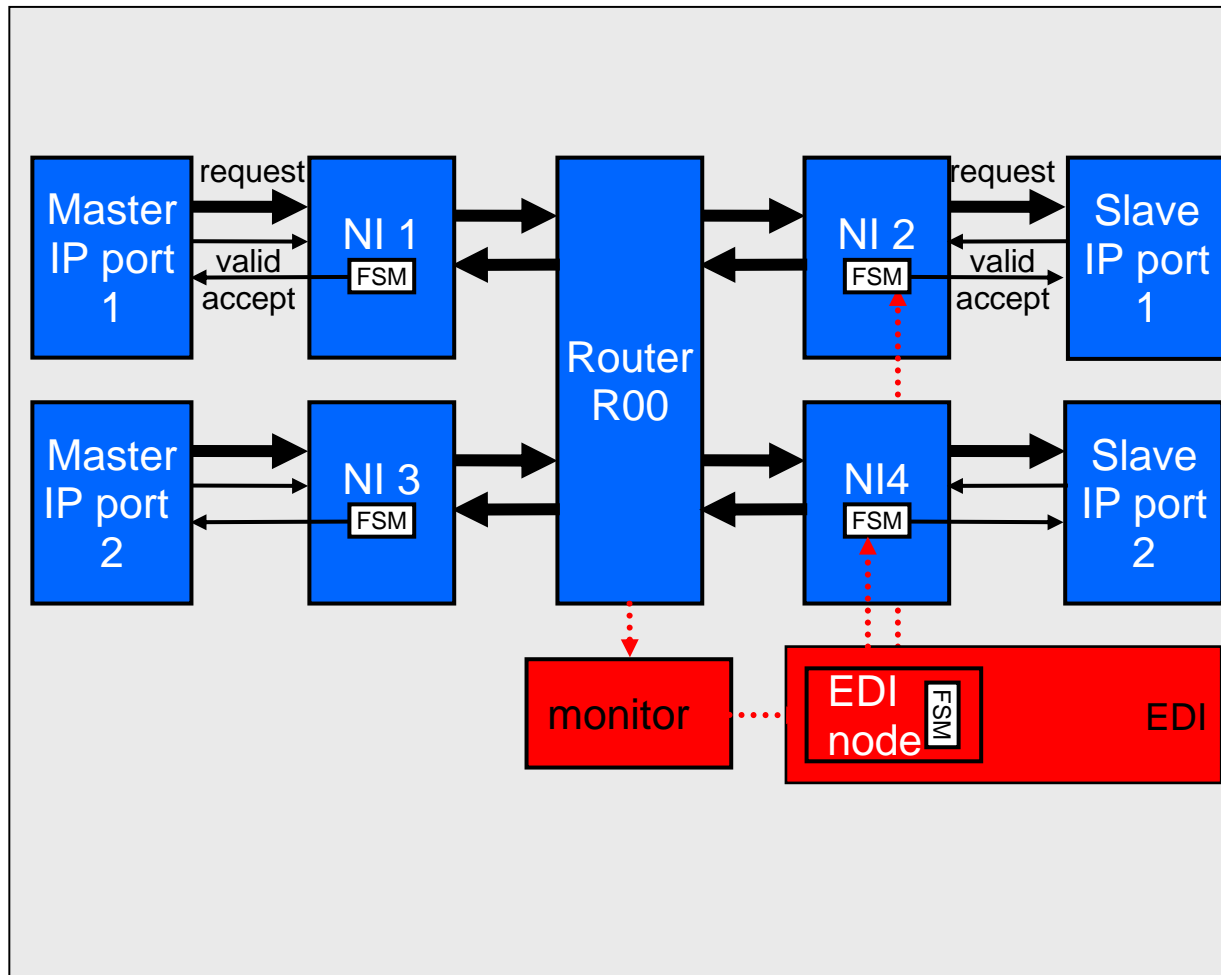 request
Master
IP port
1
valid
accept
NI 1
FSM
Router
R00
NI 2
FSM
request
valid
accept
Slave
IP port
1
Master
IP port
2
NI 3
FSM
NI4
FSM
Slave
IP port
2
monitor
EDI
node
FSM
EDI